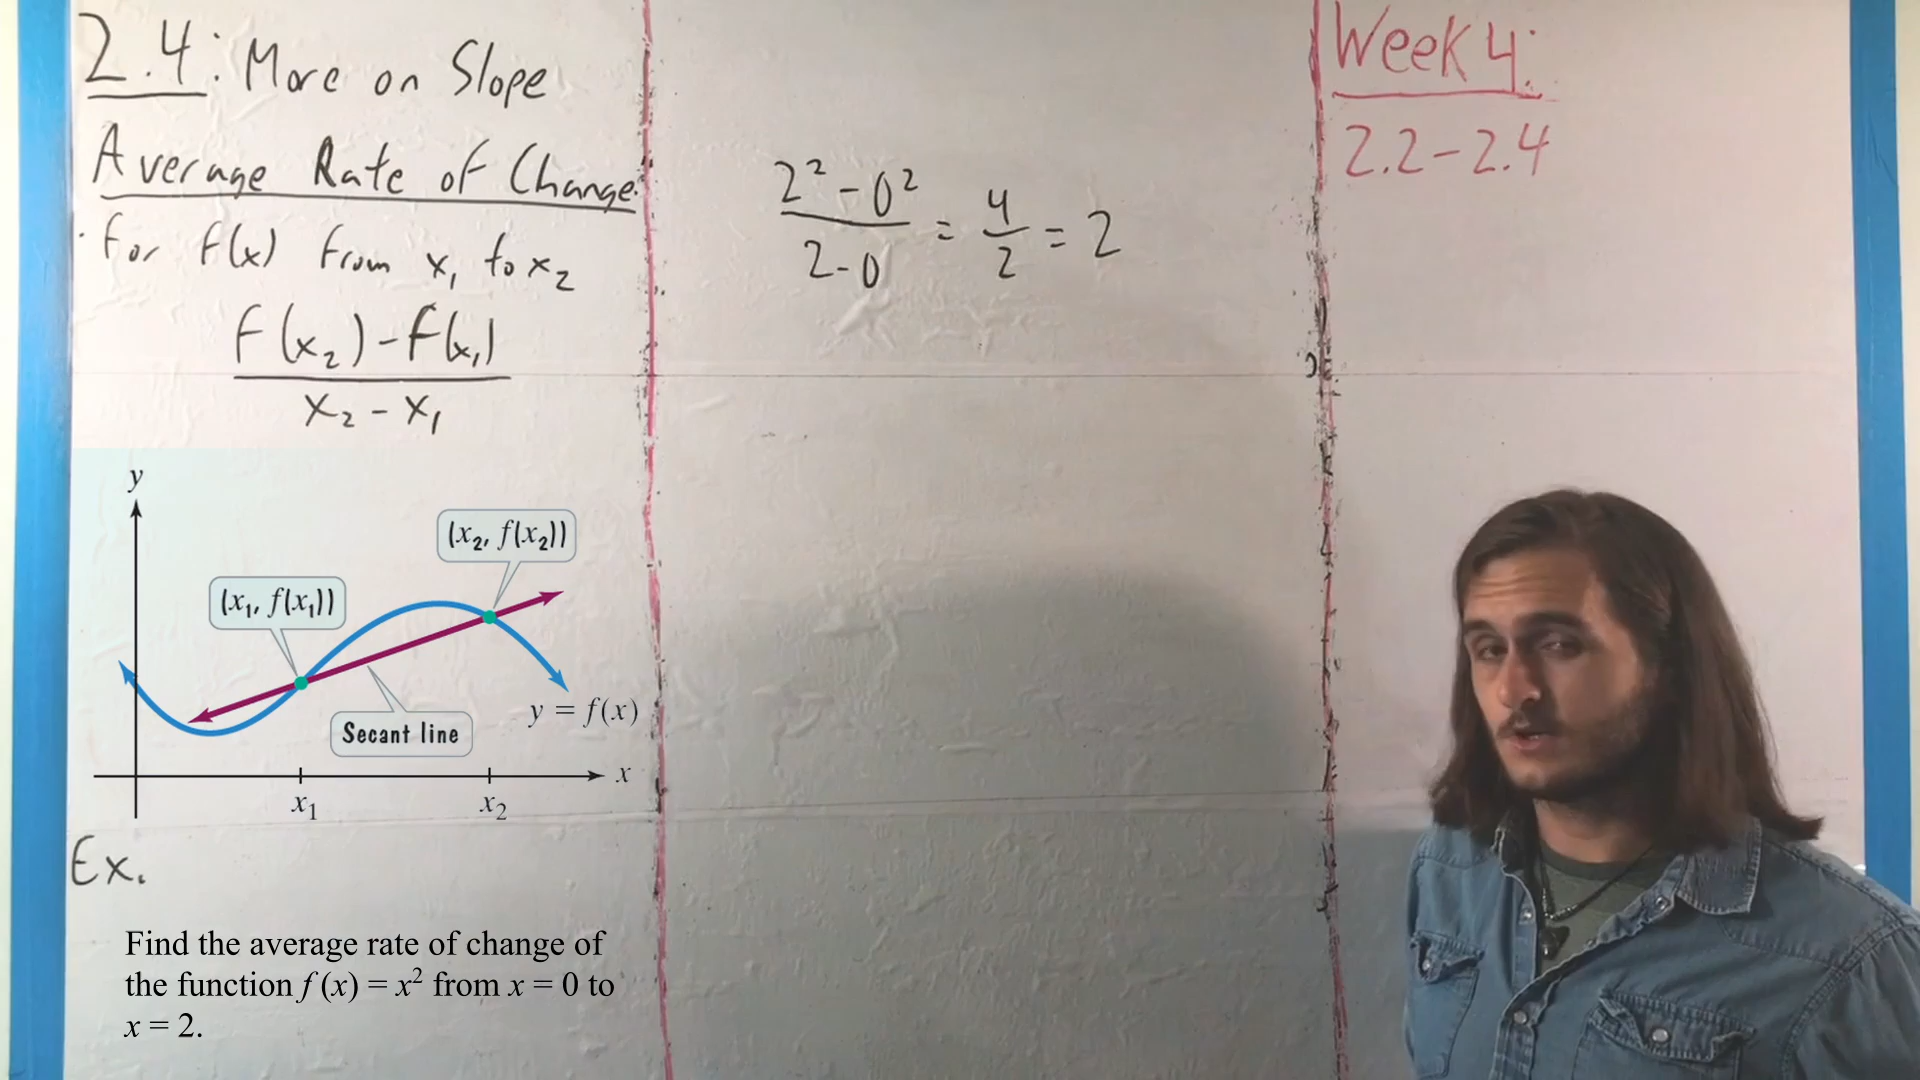 2.4: More on Slope
Average Rate of Change:
· For f(x) from x₁ to x₂
f(x₂) - f(x₁)
x₂ - x₁
y
(x₂, f(x₂))
(x₁, f(x₁))
y = f(x)
Secant line
x
x₁ x₂
Ex.
Find the average rate of change of
the function f (x) = x² from x = 0 to
x = 2.
2² - 0²
2 - 0
= 4/2 = 2
Week 4:
2.2 - 2.4